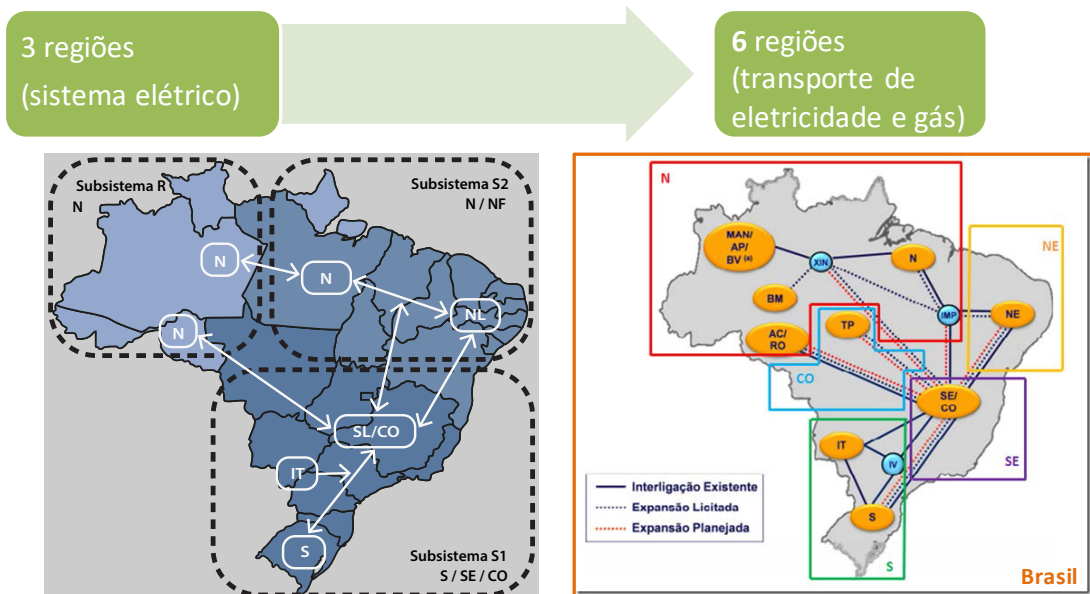 3 regiões
(sistema elétrico)
6 regiões
(transporte de
eletricidade e gás)
Subsistema R
N
Subsistema S2
N / NF
N
N
N
NL
SL/CO
IT
S
Subsistema S1
S / SE / CO
N
NE
MAN/
AP/
BV (a)
XIN
N
BM
IMP
NE
TP
AC/
RO
CO
SE/
CO
IT
IV
SE
S
S
Interligação Existente
Expansão Licitada
Expansão Planejada
Brasil